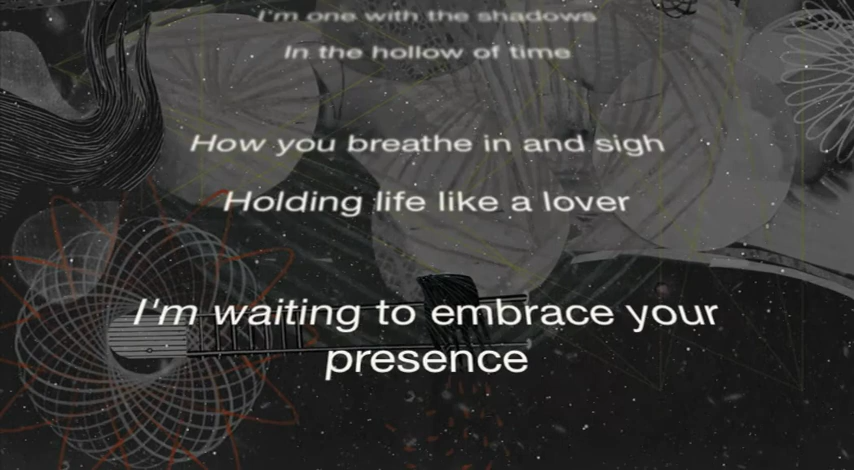 I'm one with the shadows
In the hollow of time
How you breathe in and sigh
Holding life like a lover
I'm waiting to embrace your
presence